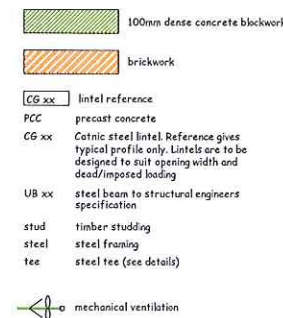 100mm dense concrete blockwork
brickwork
CG xx lintel reference
PCC precast concrete
CG xx Catnic steel lintel. Reference gives
typical profile only. Lintels are to be
designed to suit opening width and
dead/imposed loading
UB xx steel beam to structural engineers
specification
stud timber studding
steel steel framing
tee steel tee (see details)
mechanical ventilation